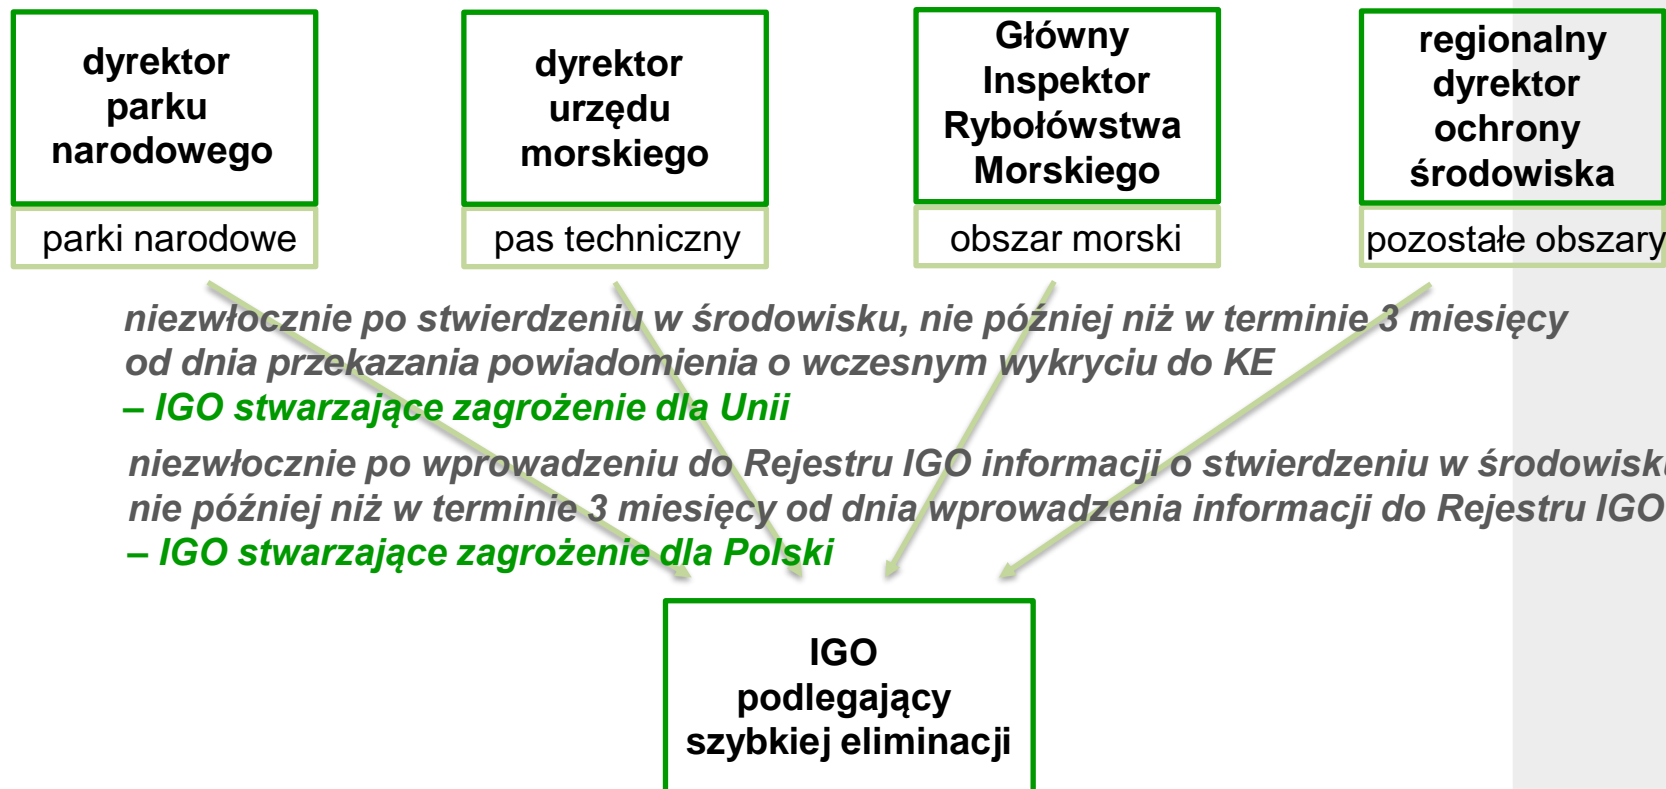 dyrektor
parku
narodowego
parki narodowe
dyrektor
urzędu
morskiego
pas techniczny
Główny
Inspektor
Rybołówstwa
Morskiego
obszar morski
regionalny
dyrektor
ochrony
środowiska
pozostałe obszary
niezwłocznie po stwierdzeniu w środowisku, nie później niż w terminie 3 miesięcy
od dnia przekazania powiadomienia o wczesnym wykryciu do KE
– IGO stwarzające zagrożenie dla Unii
niezwłocznie po wprowadzeniu do Rejestru IGO informacji o stwierdzeniu w środowisku
nie później niż w terminie 3 miesięcy od dnia wprowadzenia informacji do Rejestru IGO
– IGO stwarzające zagrożenie dla Polski
IGO
podlegający
szybkiej eliminacji